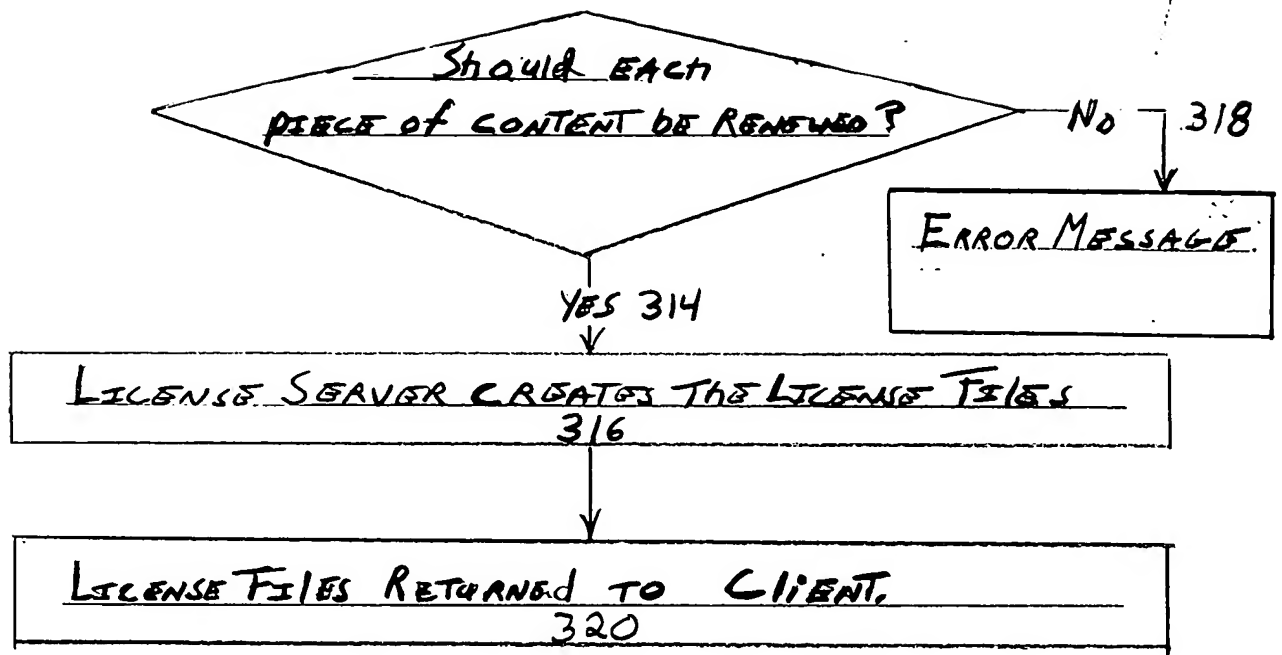 Should EACH
PIECE of CONTENT BE RENEWED?
NO 318
ERROR MESSAGE.
YES 314
LICENSE SERVER CREATES THE LICENSE FILES
316
LICENSE FILES RETURNED TO CLIENT.
320